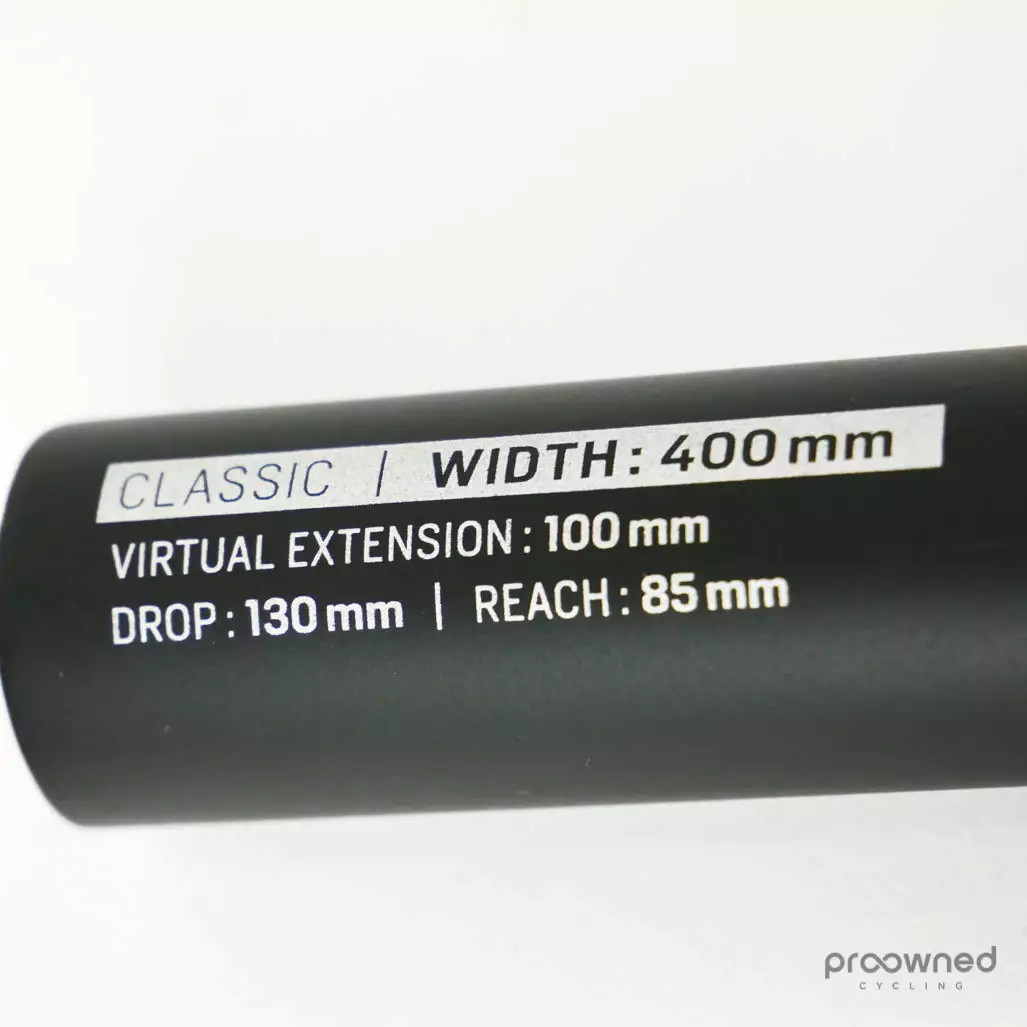 CLASSIC | WIDTH : 400 mm
VIRTUAL EXTENSION : 100 mm
DROP : 130 mm | REACH : 85 mm
proowned
CYCLING